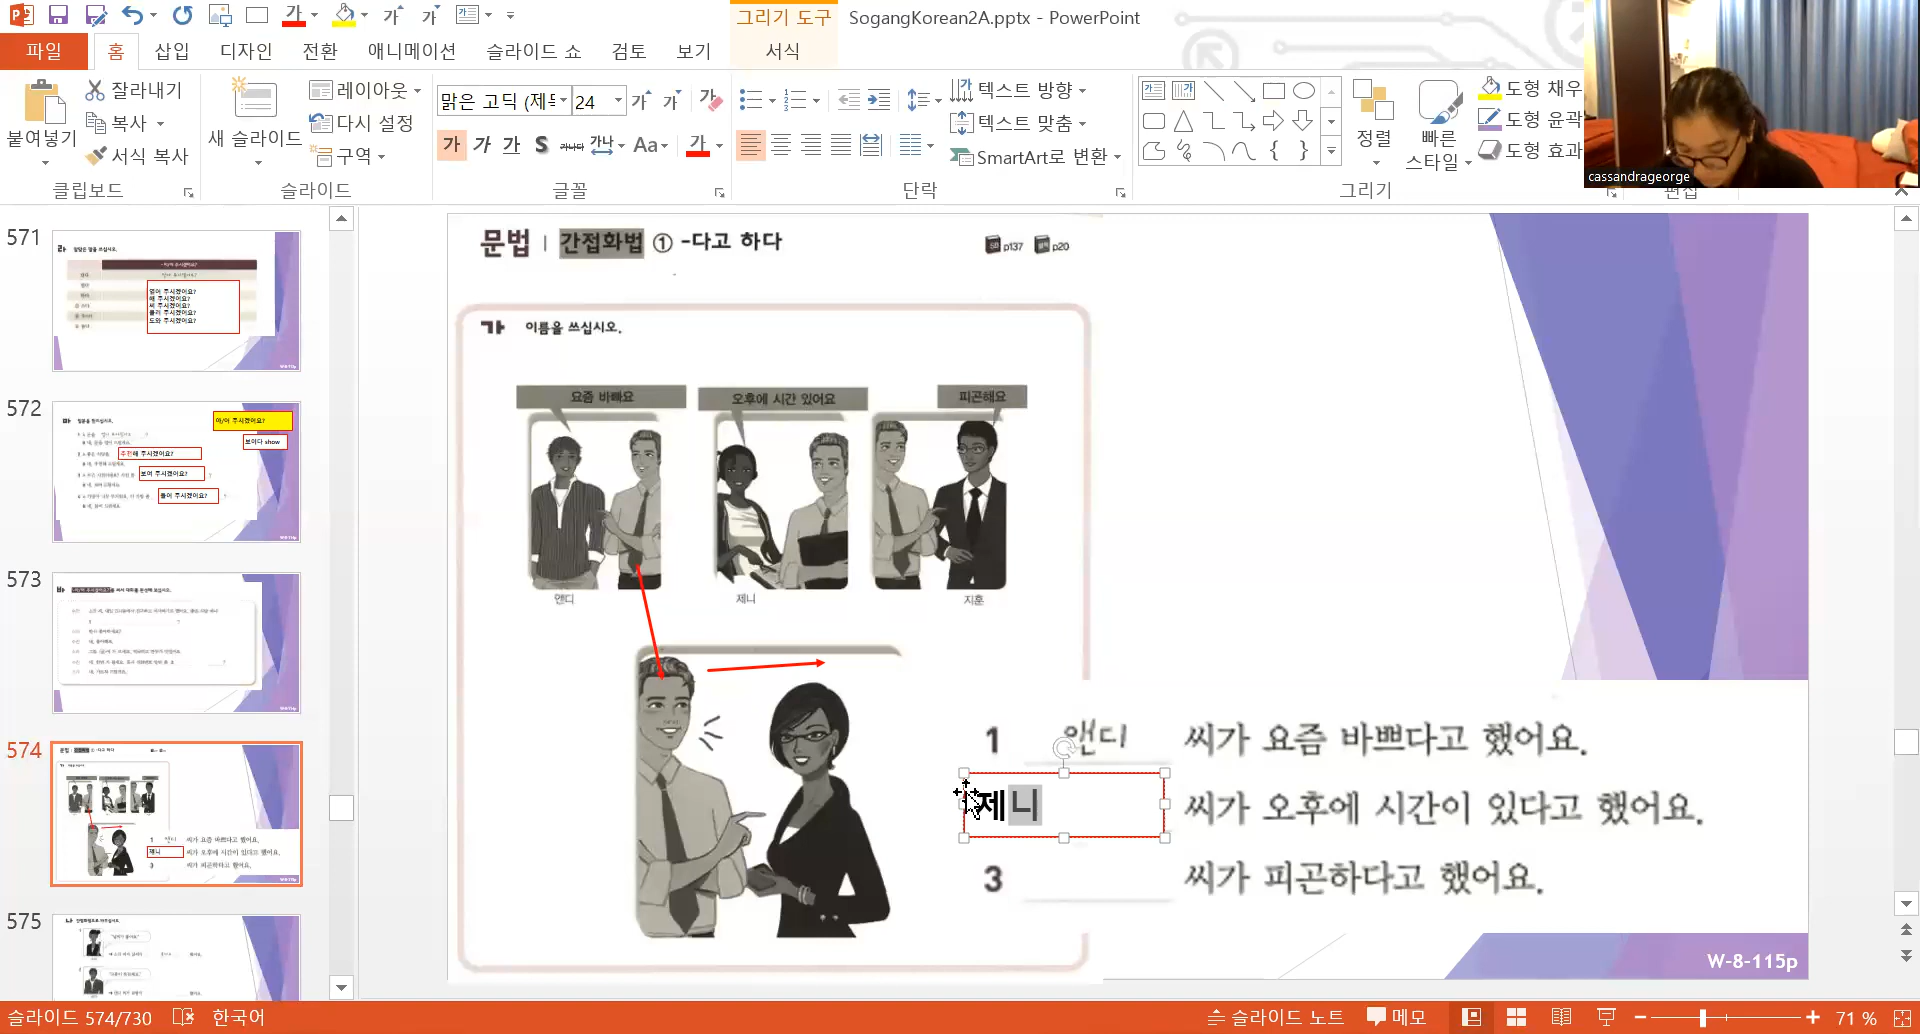 그리기 도구
SogangKorean2A.pptx - PowerPoint
파일 홈 삽입 디자인 전환 애니메이션 슬라이드 쇼 검토 보기 서식
붙여넣기
잘라내기
복사
서식 복사
클립보드
새 슬라이드
레이아웃
다시 설정
구역
슬라이드
맑은 고딕 (제목 24
글꼴
텍스트 방향
텍스트 맞춤
SmartArt로 변환
단락
정렬
빠른
스타일
도형 채우
도형 윤곽
도형 효과
그리기
편집
cassandrageorge
571
572
573
574
575
문법 | 간접화법 ① -다고 하다
p137 p20
가 이름을 쓰십시오.
요즘 바빠요
오후에 시간 있어요
피곤해요
앤디
제니
지훈
1 앤디 씨가 요즘 바쁘다고 했어요.
제니 씨가 오후에 시간이 있다고 했어요.
3 씨가 피곤하다고 했어요.
W-8-115p
슬라이드 574/730 한국어
슬라이드 노트 메모 71 %